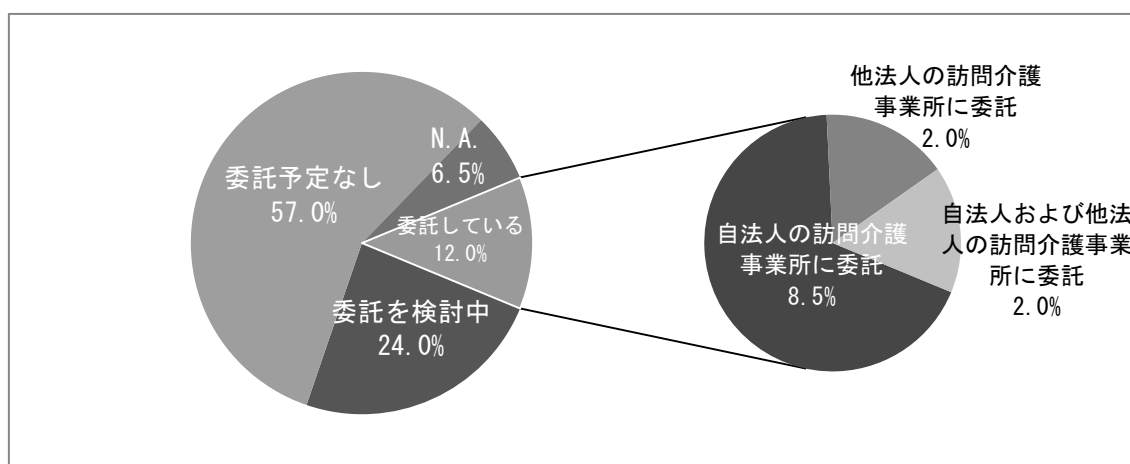 委託予定なし
57.0%
N.A.
6.5%
委託している
12.0%
委託を検討中
24.0%
他法人の訪問介護
事業所に委託
2.0%
自法人の訪問介護
事業所に委託
8.5%
自法人および他法
人の訪問介護事業
所に委託
2.0%